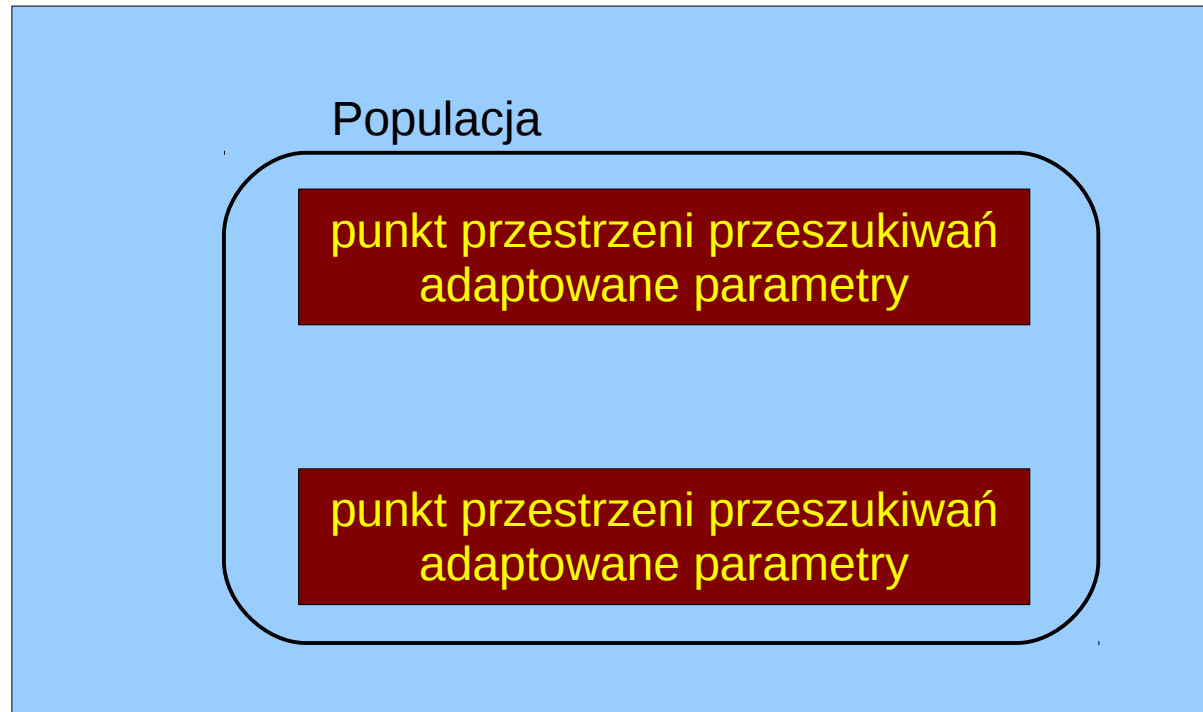 Populacja
punkt przestrzeni przeszukiwań
adaptowane parametry
punkt przestrzeni przeszukiwań
adaptowane parametry